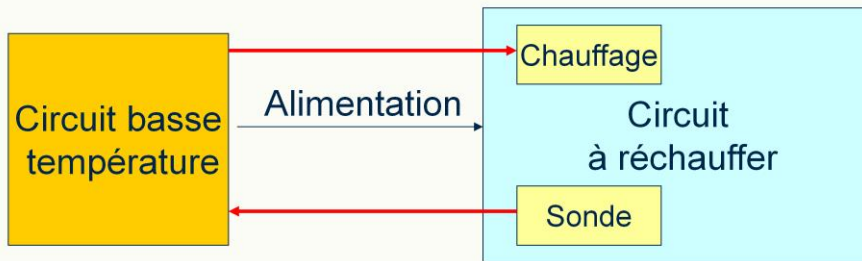 Circuit basse
température
Alimentation
Chauffage
Circuit
à réchauffer
Sonde